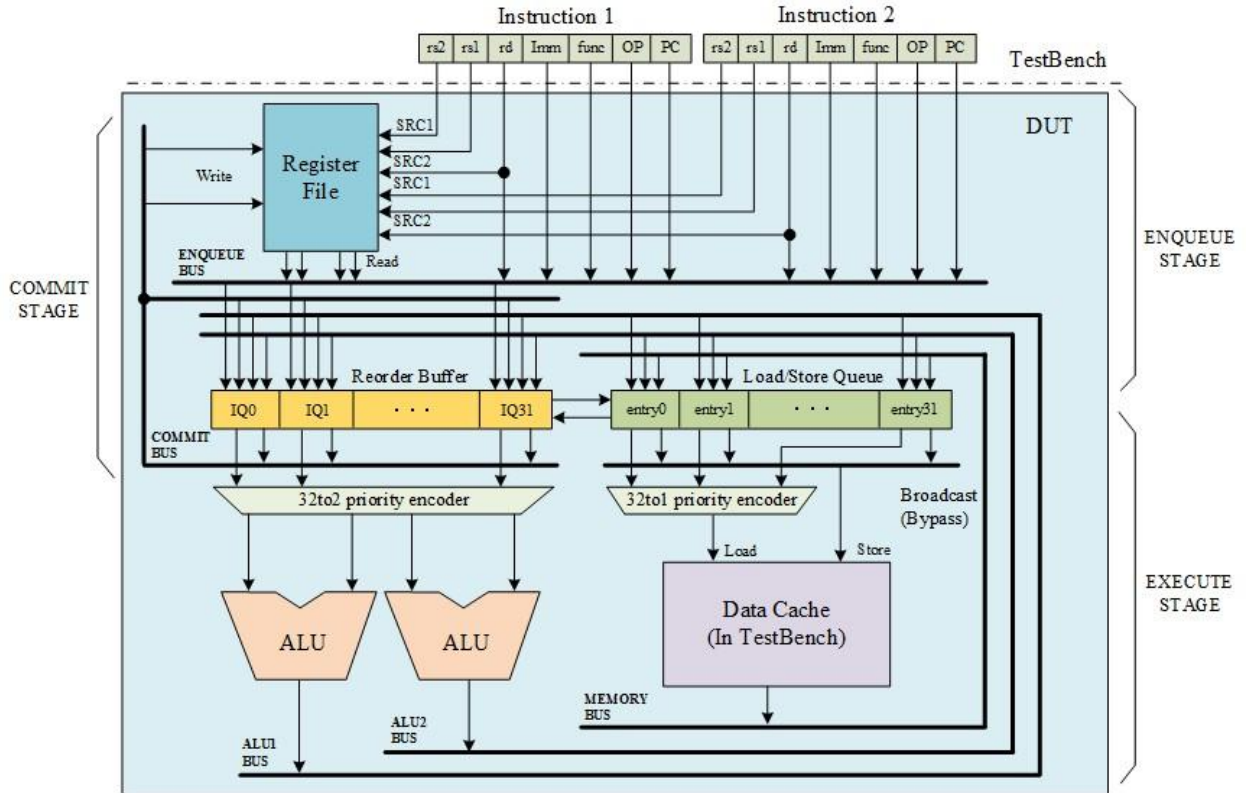 Instruction 1
Instruction 2
rs2 rs1 rd Imm func OP PC
rs2 rs1 rd Imm func OP PC
TestBench
DUT
SRC1
Register
File
Write
SRC2
SRC1
SRC2
ENQUEUE
STAGE
ENQUEUE
BUS
Read
COMMIT
STAGE
Reorder Buffer
Load/Store Queue
IQ0 IQ1 · · · IQ31
entry0 entry1 · · · entry31
COMMIT
BUS
32to2 priority encoder
32to1 priority encoder
Broadcast
(Bypass)
Load
Store
EXECUTE
STAGE
ALU
ALU
Data Cache
(In TestBench)
MEMORY
BUS
ALU2
BUS
ALU1
BUS